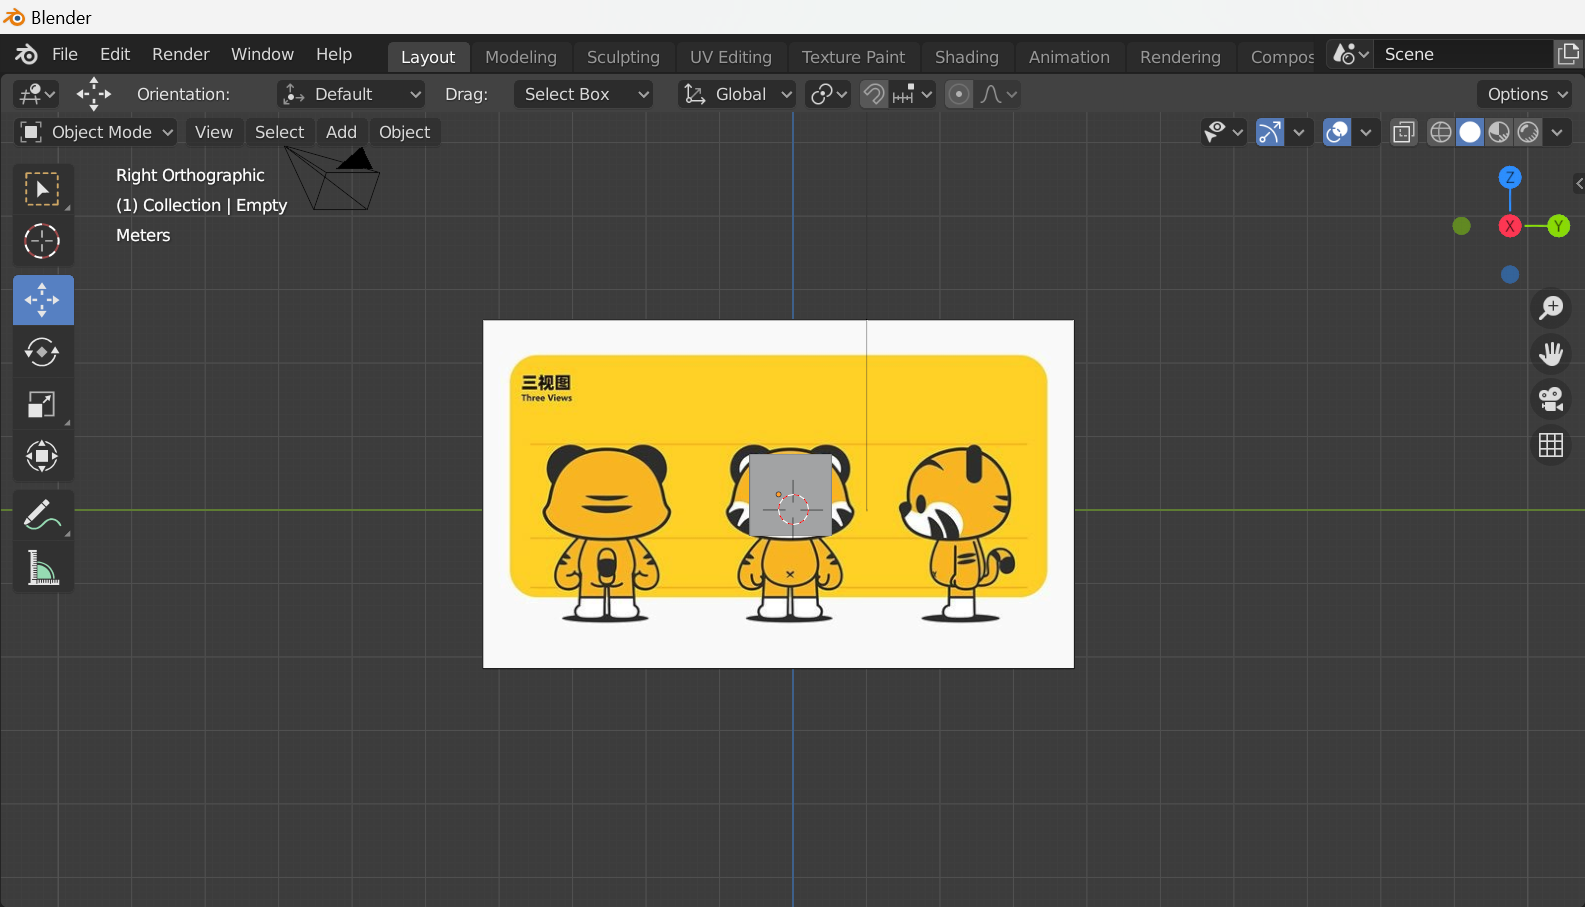 Blender
File Edit Render Window Help Layout Modeling Sculpting UV Editing Texture Paint Shading Animation Rendering Compos Scene
Orientation: Default Drag: Select Box Global Options
Object Mode View Select Add Object
Right Orthographic
(1) Collection | Empty
Meters
Z
X Y
三视图
Three Views